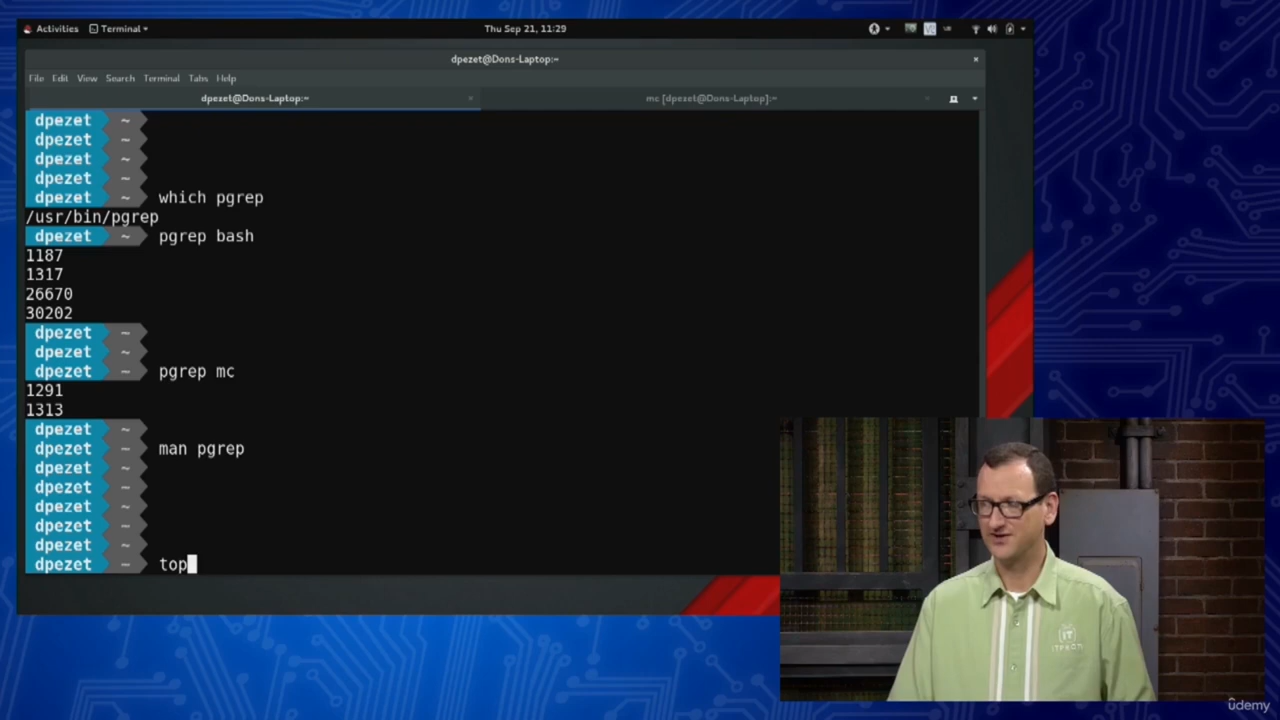 Activities Terminal Thu Sep 21, 11:29
dpezet@Dons-Laptop:~
File Edit View Search Terminal Tabs Help
dpezet@Dons-Laptop:~ mc [dpezet@Dons-Laptop]:~
dpezet ~
dpezet ~
dpezet ~
dpezet ~
dpezet ~ which pgrep
/usr/bin/pgrep
dpezet ~ pgrep bash
1187
1317
26670
30202
dpezet ~
dpezet ~
dpezet ~ pgrep mc
1291
1313
dpezet ~
dpezet ~ man pgrep
dpezet ~
dpezet ~
dpezet ~
dpezet ~
dpezet ~
dpezet ~ top
iT
ITPROTV
ûdemy